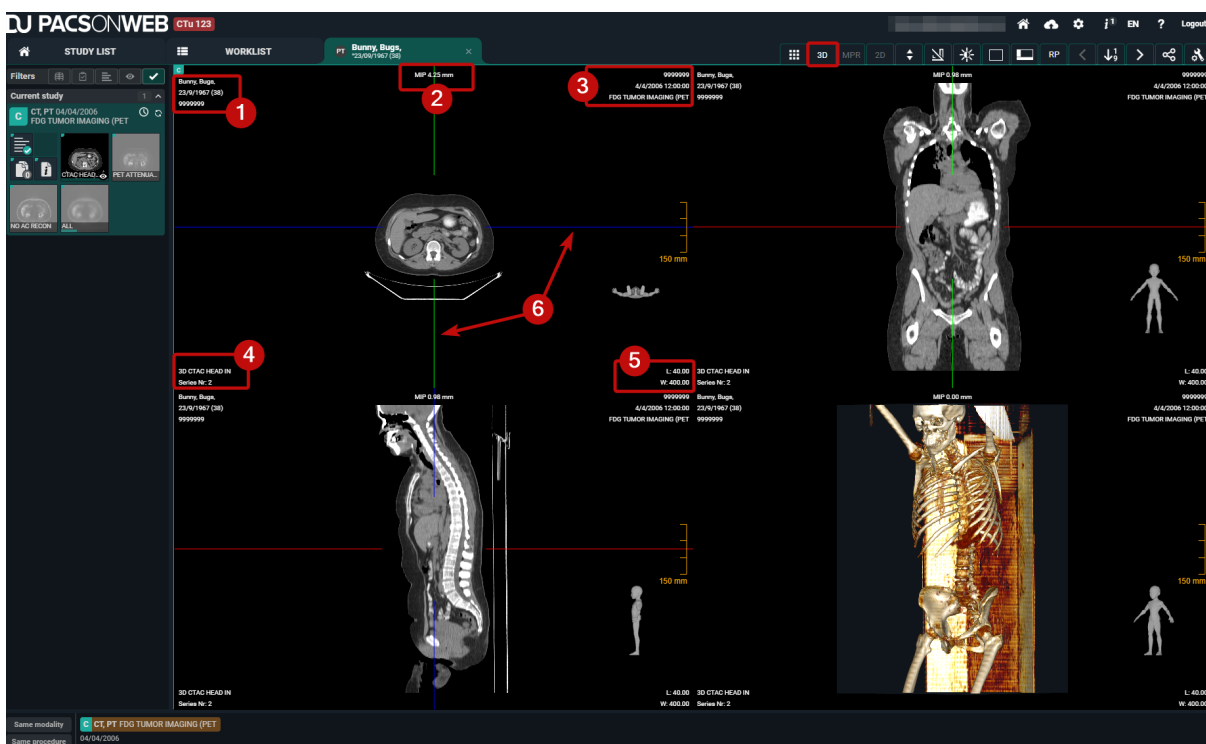 PACSONWEB CTu 123
EN ? Logout
STUDY LIST
WORKLIST
PT Bunny, Bugs,
*23/09/1967 (38)
×
3D MPR 2D RP
Filters
Current study 1
C CT, PT 04/04/2006
FDG TUMOR IMAGING (PET
CTAC HEAD..
PET ATTENUA..
NO AC RECON
ALL
C
Bunny, Bugs,
23/9/1967 (38)
9999999
1
MIP 4.25 mm
2
3
9999999
4/4/2006 12:00:00
FDG TUMOR IMAGING (PET
150 mm
6
4
3D CTAC HEAD IN
Series Nr: 2
5
L: 40.00
W: 400.00
Bunny, Bugs,
23/9/1967 (38)
9999999
MIP 0.98 mm
9999999
4/4/2006 12:00:00
FDG TUMOR IMAGING (PET
150 mm
3D CTAC HEAD IN
Series Nr: 2
L: 40.00
W: 400.00
Bunny, Bugs,
23/9/1967 (38)
9999999
MIP 0.98 mm
9999999
4/4/2006 12:00:00
FDG TUMOR IMAGING (PET
150 mm
3D CTAC HEAD IN
Series Nr: 2
L: 40.00
W: 400.00
Bunny, Bugs,
23/9/1967 (38)
9999999
MIP 0.00 mm
9999999
4/4/2006 12:00:00
FDG TUMOR IMAGING (PET
150 mm
3D CTAC HEAD IN
Series Nr: 2
L: 40.00
W: 400.00
Same modality
Same procedure
C CT, PT FDG TUMOR IMAGING (PET
04/04/2006